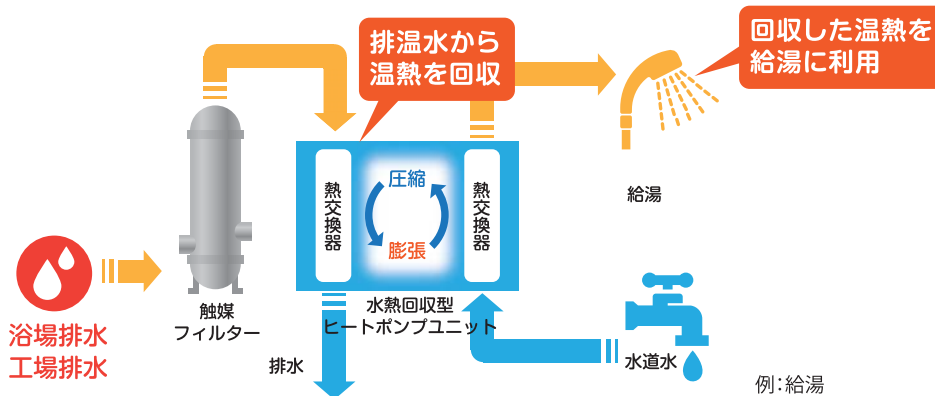 排温水から
温熱を回収
回収した温熱を
給湯に利用
熱交換器
圧縮
膨張
熱交換器
給湯
浴場排水
工場排水
触媒
フィルター
水熱回収型
ヒートポンプユニット
排水
水道水
例：給湯